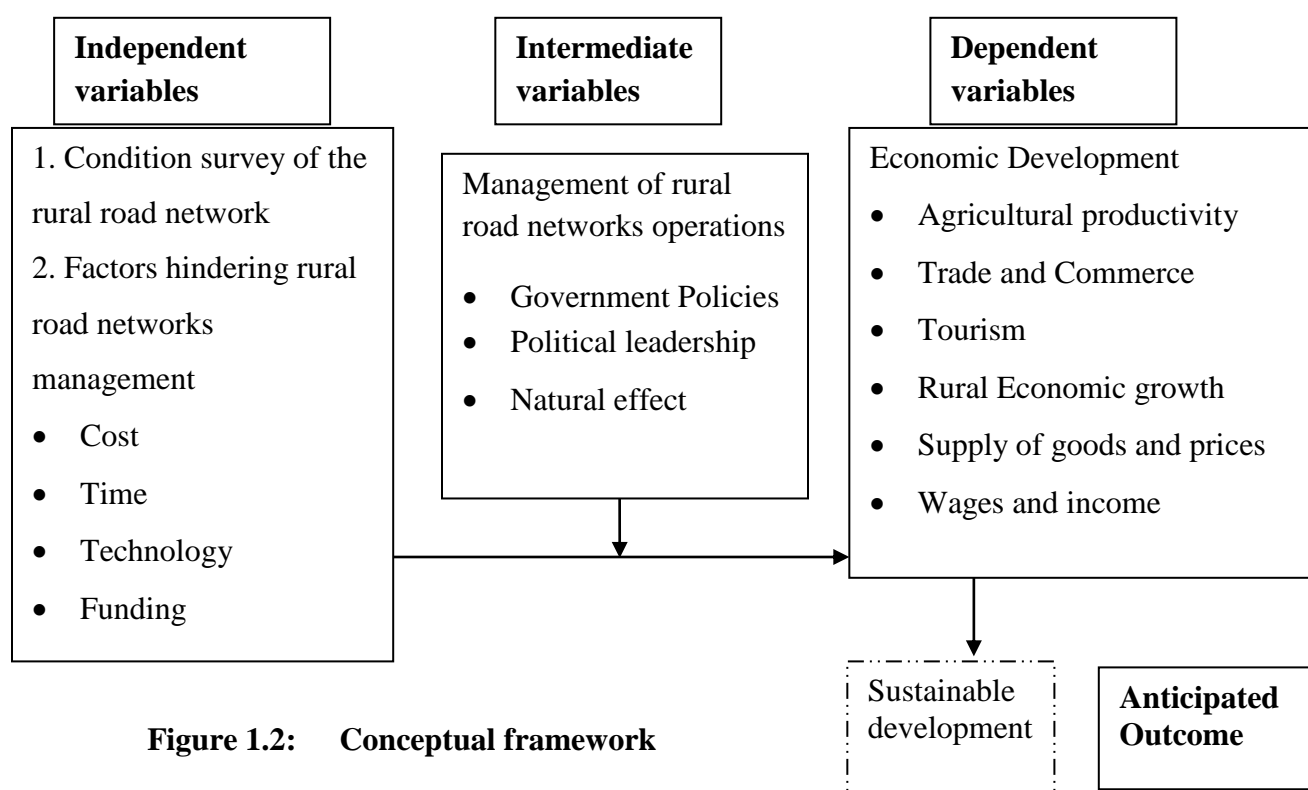 Independent
variables
1. Condition survey of the
rural road network
2. Factors hindering rural
road networks
management
• Cost
• Time
• Technology
• Funding
Intermediate
variables
Management of rural
road networks operations
• Government Policies
• Political leadership
• Natural effect
Dependent
variables
Economic Development
• Agricultural productivity
• Trade and Commerce
• Tourism
• Rural Economic growth
• Supply of goods and prices
• Wages and income
Sustainable
development
Anticipated
Outcome
Figure 1.2: Conceptual framework